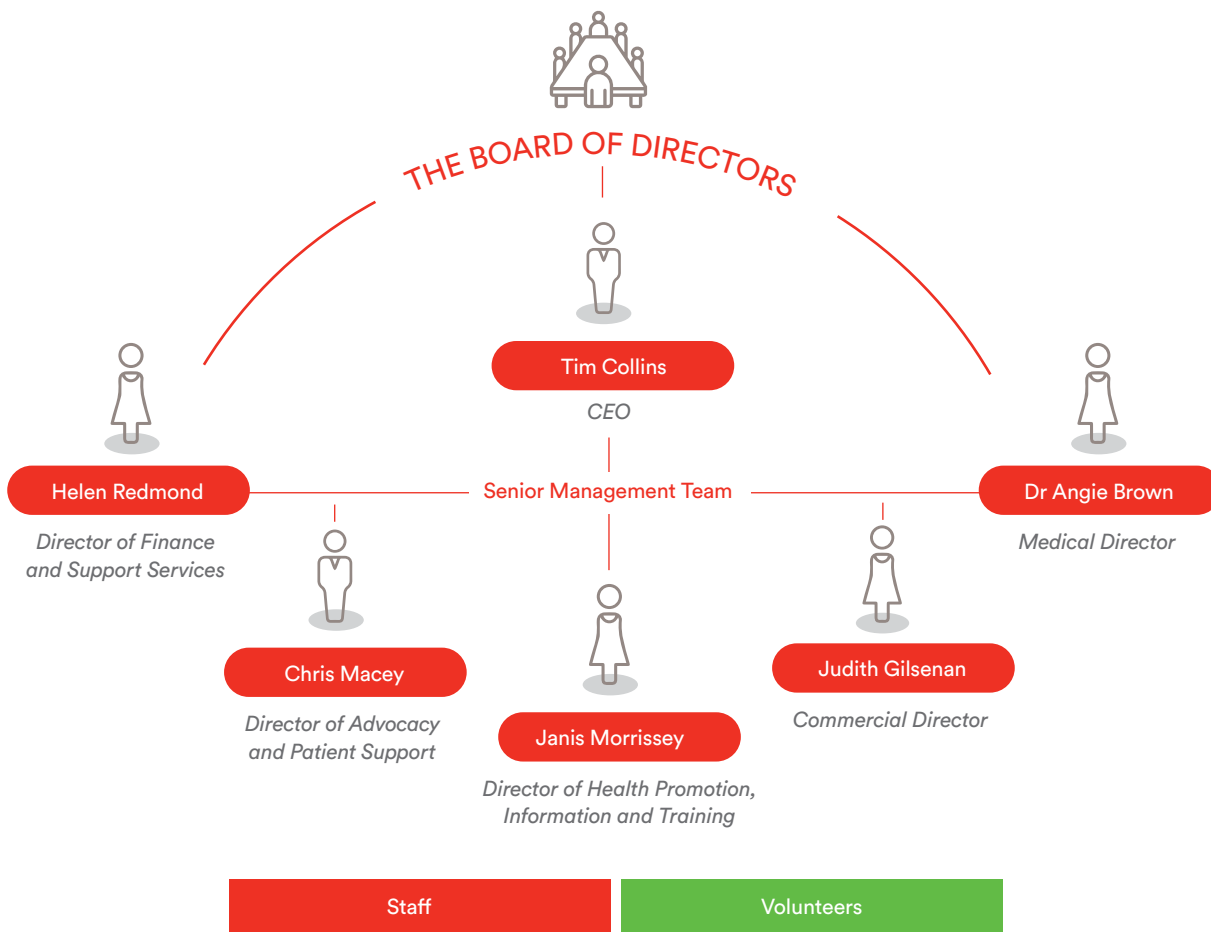 THE BOARD OF DIRECTORS
Tim Collins
CEO
Senior Management Team
Helen Redmond
Director of Finance
and Support Services
Dr Angie Brown
Medical Director
Chris Macey
Director of Advocacy
and Patient Support
Janis Morrissey
Director of Health Promotion,
Information and Training
Judith Gilsenan
Commercial Director
Staff
Volunteers